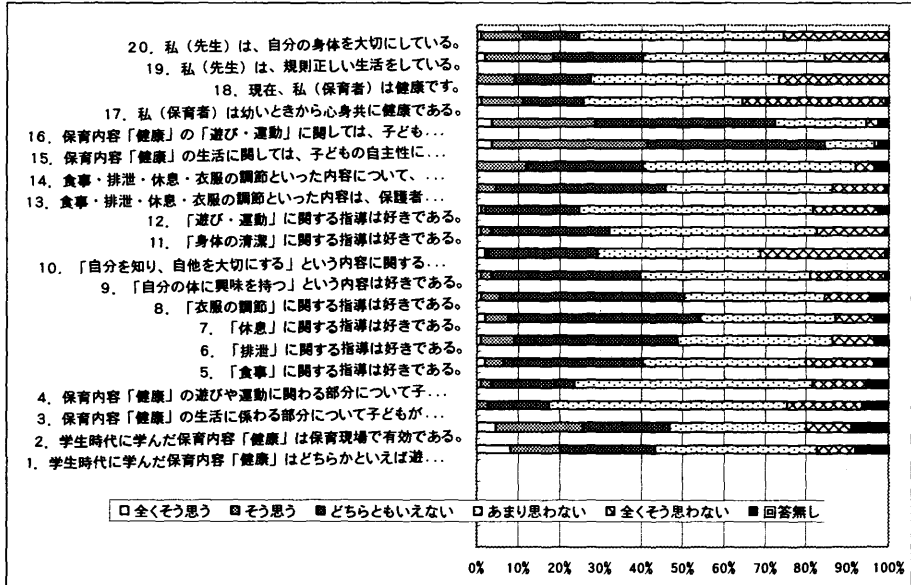 20．私（先生）は、自分の身体を大切にしている。
19．私（先生）は、規則正しい生活をしている。
18．現在、私（保育者）は健康です。
17．私（保育者）は幼いときから心身共に健康である。
16．保育内容「健康」の「遊び・運動」に関しては、子ども...
15．保育内容「健康」の生活に関しては、子どもの自主性に...
14．食事・排泄・休息・衣服の調節といった内容について、
13．食事・排泄・休息・衣服の調節といった内容は、保護者...
12．「遊び・運動」に関する指導は好きである。
11．「身体の清潔」に関する指導は好きである。
10．「自分を知り、自他を大切にする」という内容に関する...
9．「自分の体に興味を持つ」という内容は好きである。
8．「衣服の調節」に関する指導は好きである。
7．「休息」に関する指導は好きである。
6．「排泄」に関する指導は好きである。
5．「食事」に関する指導は好きである。
4．保育内容「健康」の遊びや運動に関わる部分について子...
3．保育内容「健康」の生活に係わる部分について子どもが...
2．学生時代に学んだ保育内容「健康」は保育現場で有効である。
1．学生時代に学んだ保育内容「健康」はどちらかといえば遊...
全くそう思う そう思う どちらともいえない あまり思わない 全くそう思わない 回答無し
0% 10% 20% 30% 40% 50% 60% 70% 80% 90% 100%